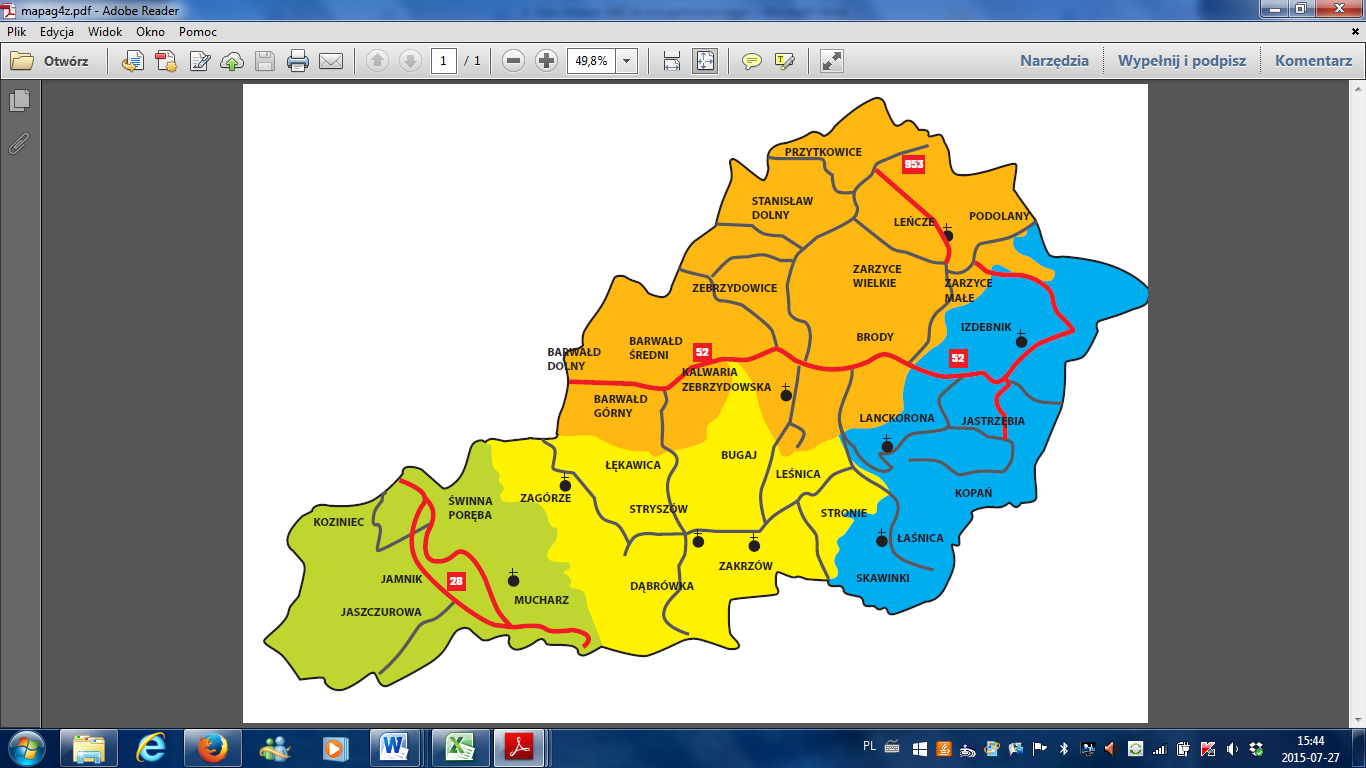 mapag4z.pdf - Adobe Reader
Plik Edycja Widok Okno Pomoc
Otwórz
1 / 1
49,8%
Narzędzia
Wypełnij i podpisz
Komentarz
PRZYTKOWICE
953
STANISŁAW
DOLNY
LEŃCZE
PODOLANY
ZARZYCE
WIELKIE
ZARZYCE
MAŁE
ZEBRZYDOWICE
IZDEBNIK
BRODY
BARWAŁD
DOLNY
BARWAŁD
ŚREDNI
52
52
KALWARIA
ZEBRZYDOWSKA
BARWAŁD
GÓRNY
LANCKORONA
JASTRZĘBIA
BUGAJ
ŁĘKAWICA
LEŚNICA
ZAGÓRZE
ŚWINNA
PORĘBA
KOPAŃ
STRYSZÓW
STRONIE
KOZINIEC
ŁAŚNICA
ZAKRZÓW
JAMNIK
28
DĄBRÓWKA
SKAWINKI
MUCHARZ
JASZCZUROWA
PL
15:44
2015-07-27